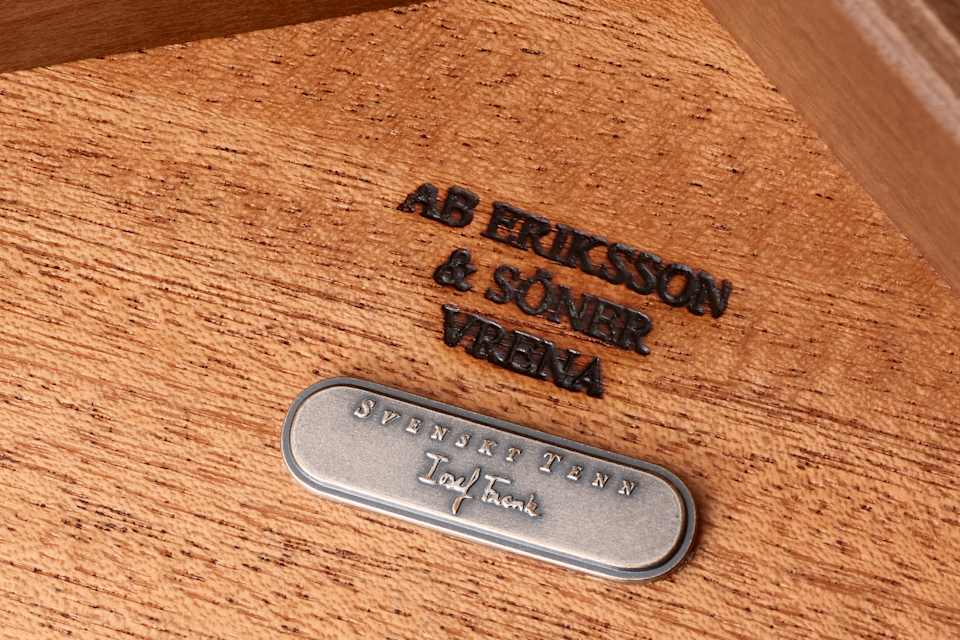 AB ERIKSSON
& SÖNER
VRENA
SVENSKT TENN
Josef Frank